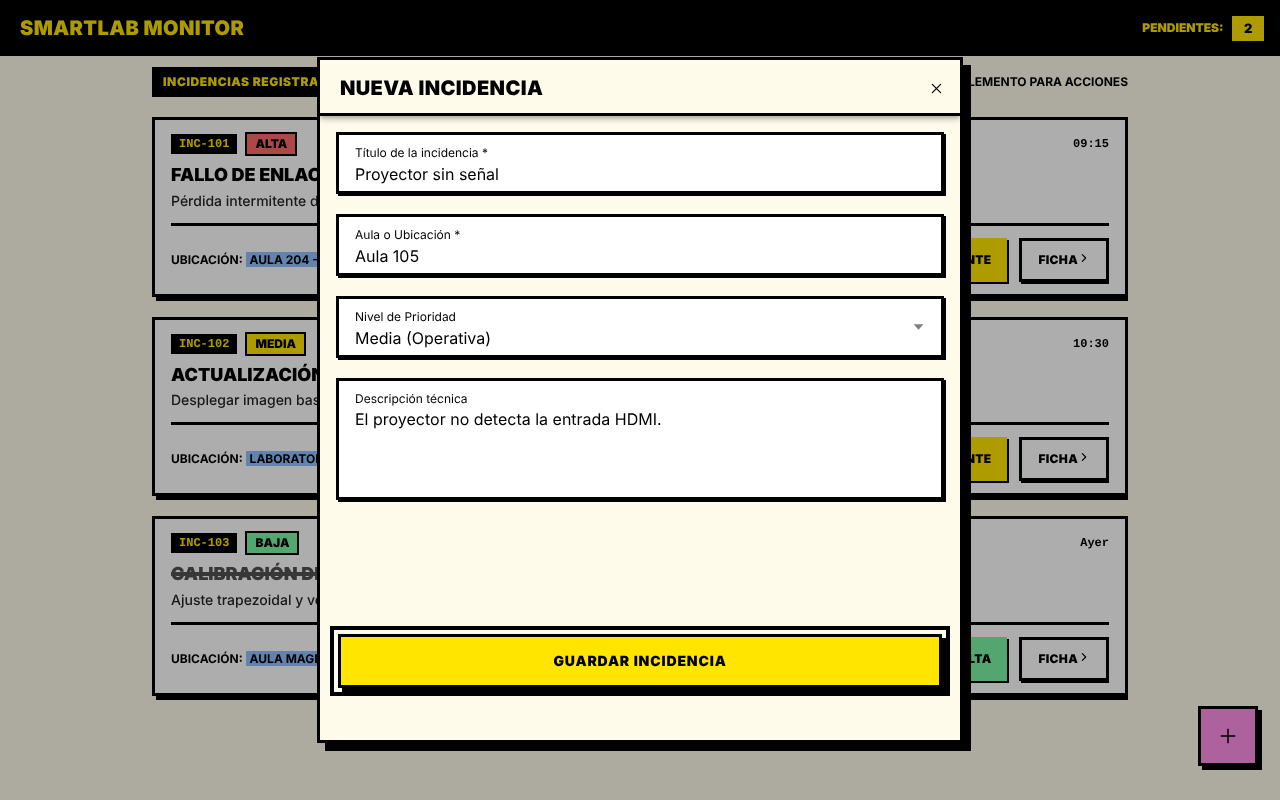 SMARTLAB MONITOR
PENDIENTES: 2
INCIDENCIAS REGISTRA
LEMENTO PARA ACCIONES
NUEVA INCIDENCIA
Título de la incidencia *
Proyector sin señal
Aula o Ubicación *
Aula 105
Nivel de Prioridad
Media (Operativa)
Descripción técnica
El proyector no detecta la entrada HDMI.
GUARDAR INCIDENCIA
INC-101 ALTA 09:15
FALLO DE ENLAC
Pérdida intermitente d
UBICACIÓN: AULA 204 - NTE FICHA
INC-102 MEDIA 10:30
ACTUALIZACIÓN
Desplegar imagen bas
UBICACIÓN: LABORATO NTE FICHA
INC-103 BAJA Ayer
CALIBRACIÓN DE
Ajuste trapezoidal y ve
UBICACIÓN: AULA MAG LTA FICHA